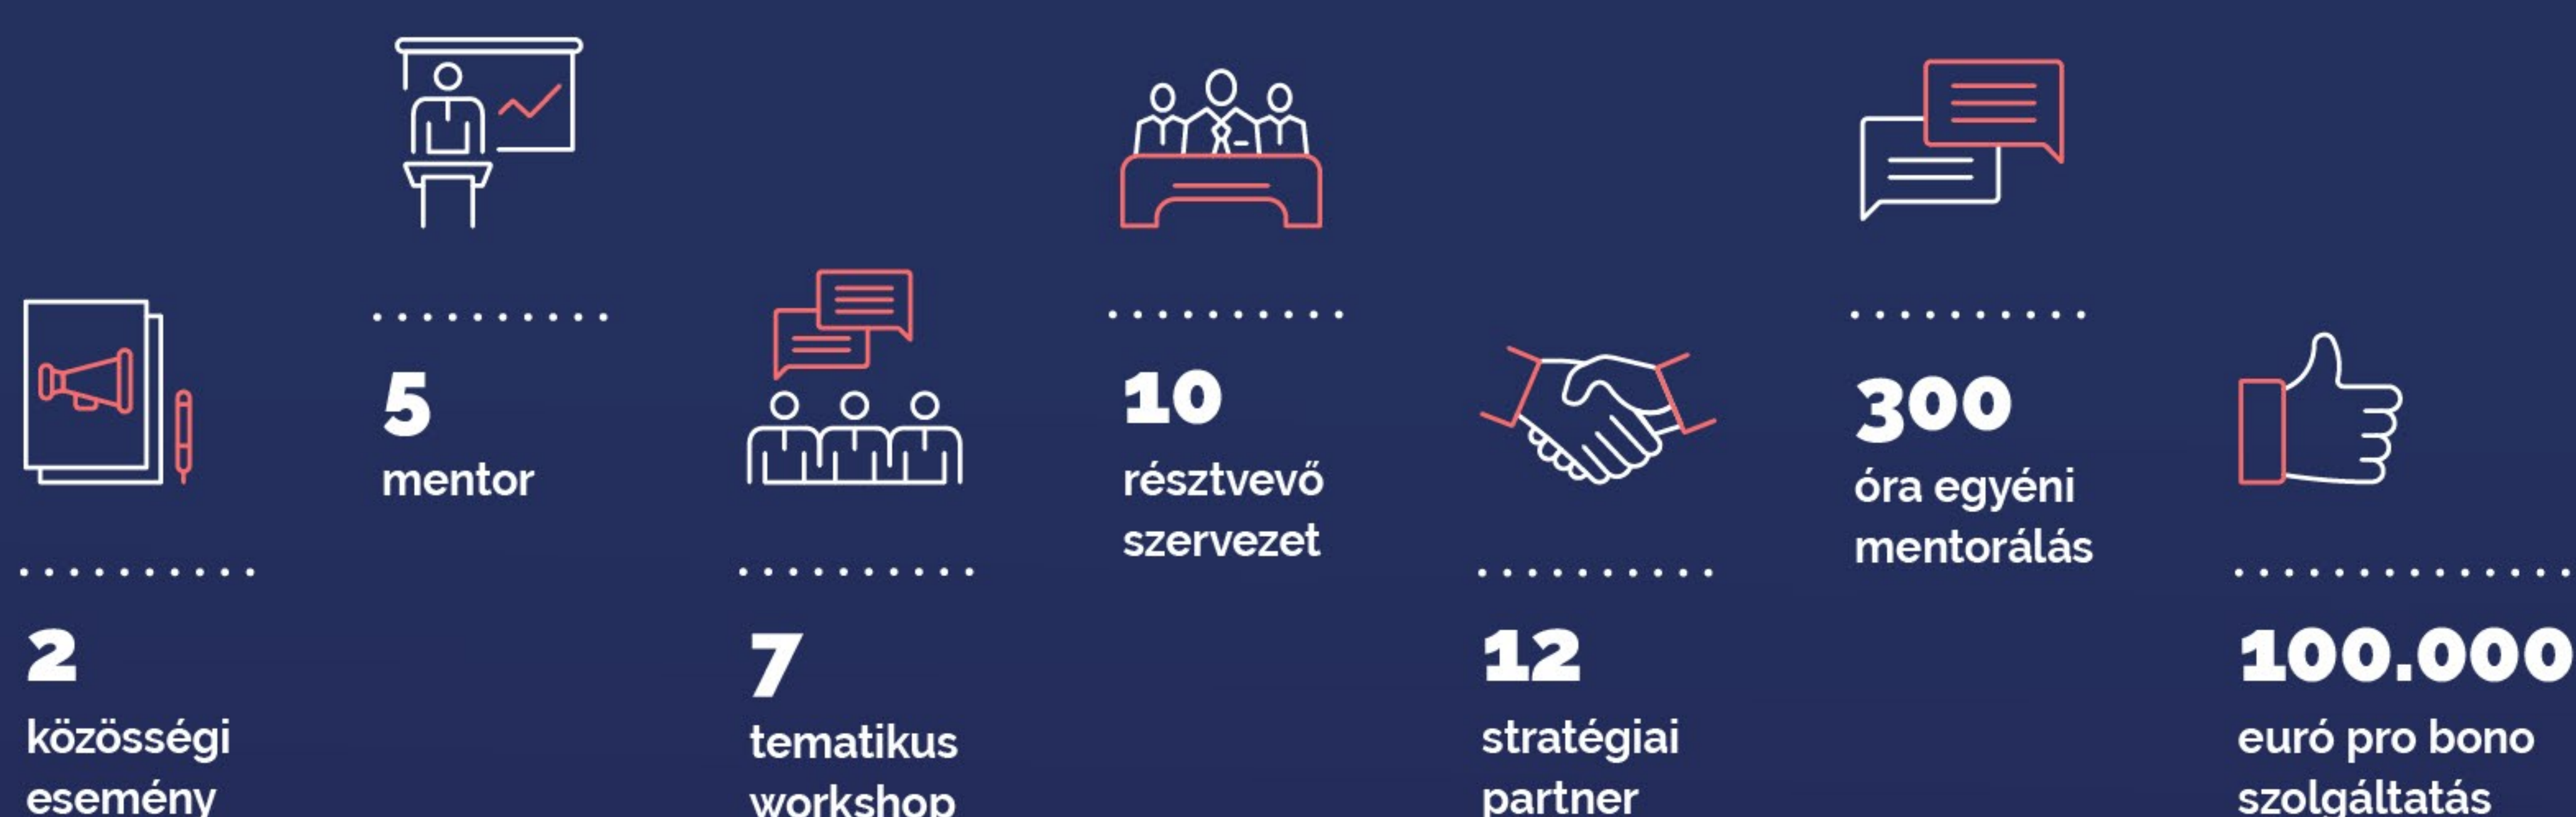 2
közösségi
esemény
5
mentor
7
tematikus
workshop
10
résztvevő
szervezet
12
stratégiai
partner
300
óra egyéni
mentorálás
100.000
euró pro bono
szolgáltatás